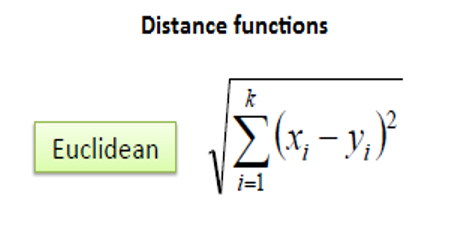 Distance functions
Euclidean
√∑_{i=1}^{k}(x_i − y_i)²